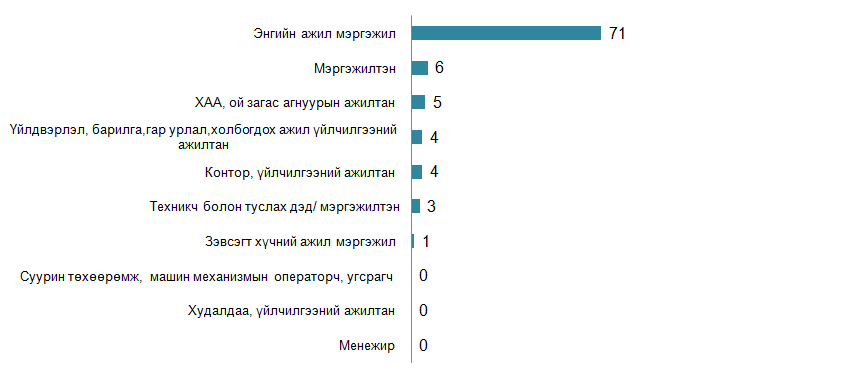 Энгийн ажил мэргэжил 71
Мэргэжилтэн 6
ХАА, ой загас агнуурын ажилтан 5
Үйлдвэрлэл, барилга,гар урлал,холбогдох ажил үйлчилгээний
ажилтан 4
Контор, үйлчилгээний ажилтан 4
Техникч болон туслах дэд/ мэргэжилтэн 3
Зэвсэгт хүчний ажил мэргэжил 1
Суурин төхөөрөмж, машин механизмын операторч, угсрагч 0
Худалдаа, үйлчилгээний ажилтан 0
Менежир 0